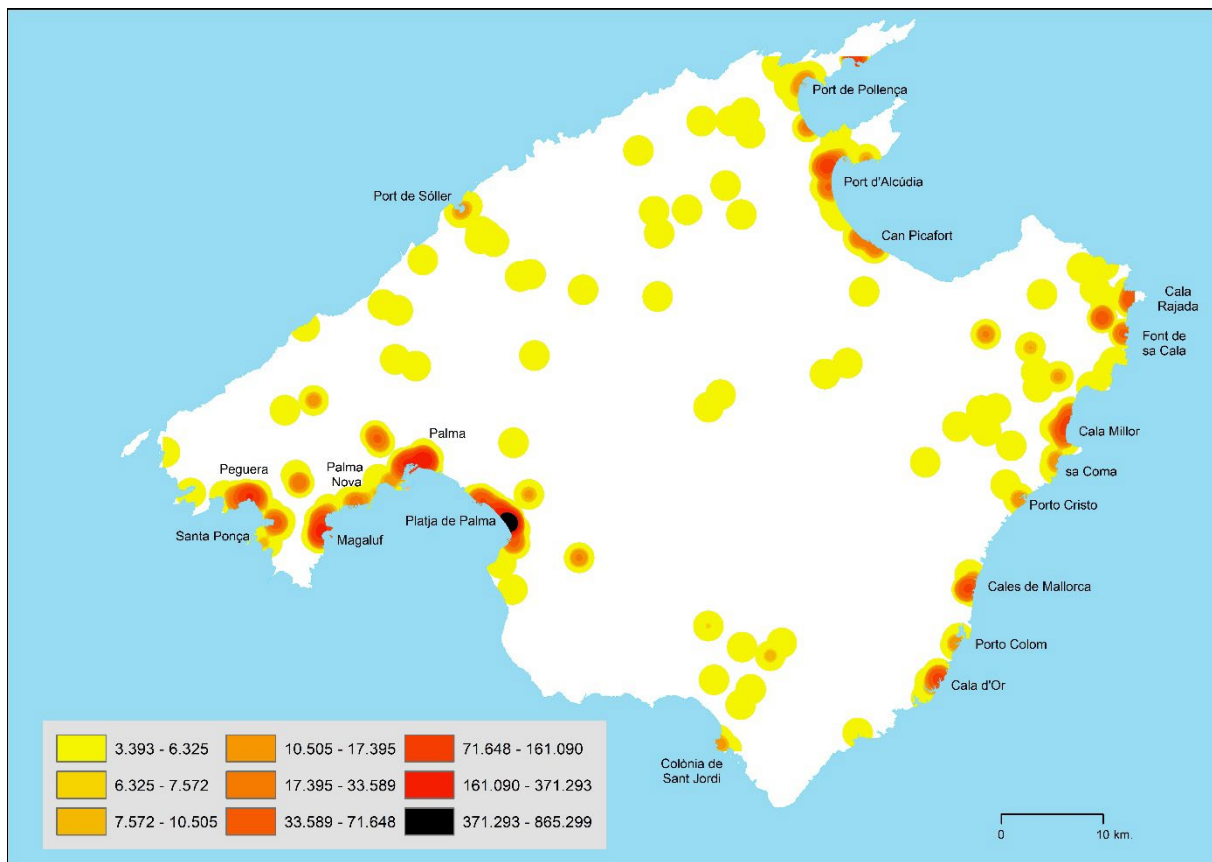 Port de Pollença
Port d'Alcúdia
Port de Sóller
Can Picafort
Cala
Rajada
Font de
sa Cala
Palma
Cala Millor
Peguera
Palma
Nova
sa Coma
Porto Cristo
Platja de Palma
Santa Ponça
Magaluf
Cales de Mallorca
Porto Colom
Cala d'Or
Colònia de
Sant Jordi
3.393 - 6.325
10.505 - 17.395
71.648 - 161.090
6.325 - 7.572
17.395 - 33.589
161.090 - 371.293
7.572 - 10.505
33.589 - 71.648
371.293 - 865.299
0 10 km.